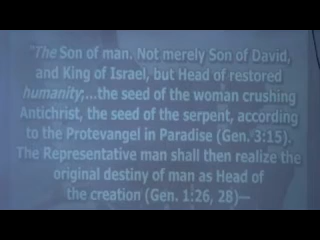 "The Son of man. Not merely Son of David,
and King of Israel, but Head of restored
humanity;...the seed of the woman crushing
Antichrist, the seed of the serpent, according
to the Protevangel in Paradise (Gen. 3:15).
The Representative man shall then realize the
original destiny of man as Head of
the creation (Gen. 1:26, 28)—